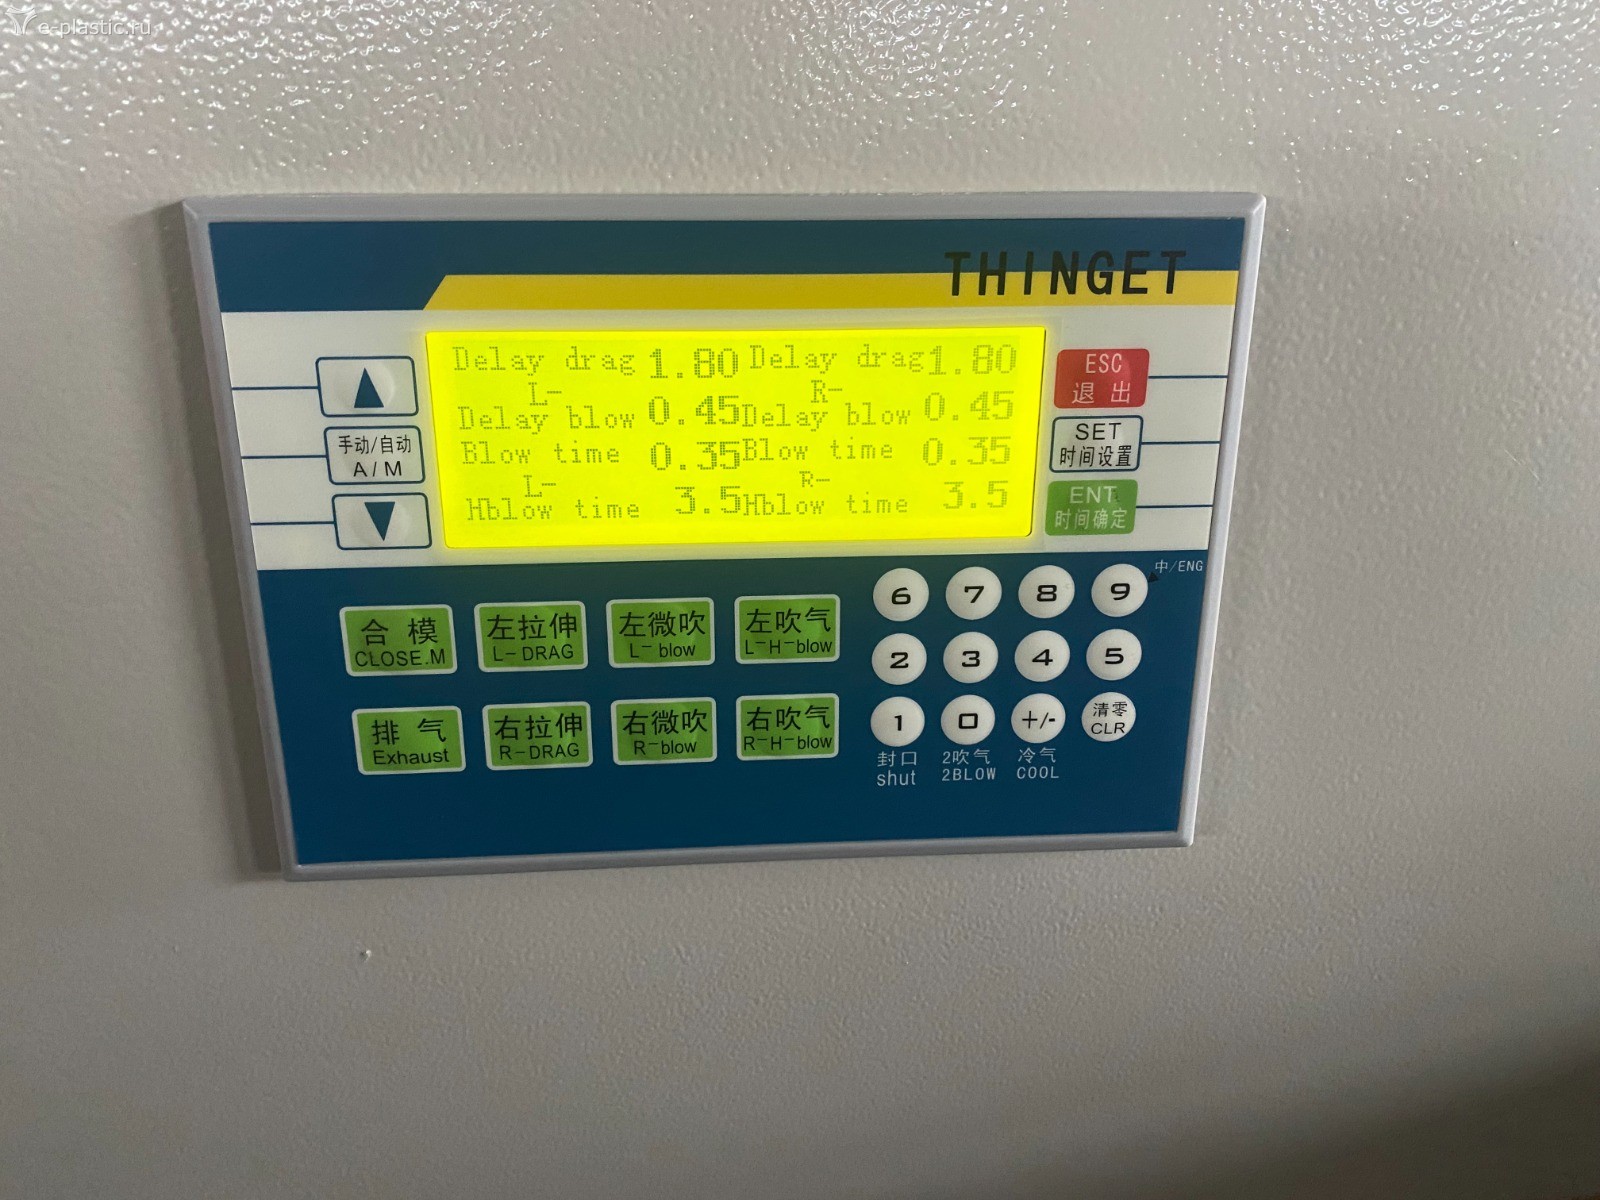 e-plastic.ru
THINGET
Delay drag 1.80 Delay drag 1.80
L- R-
Delay blow 0.45 Delay blow 0.45
Blow time 0.35 Blow time 0.35
L- R-
Hblow time 3.5 Hblow time 3.5
手动/自动
A/M
ESC
退出
SET
时间设置
ENT
时间确定
中/ENG
合模
CLOSE.M
左拉伸
L-DRAG
左微吹
L-blow
左吹气
L-H-blow
排气
Exhaust
右拉伸
R-DRAG
右微吹
R-blow
右吹气
R-H-blow
6 7 8 9
2 3 4 5
1 0 +/- 清零
CLR
封口 2吹气 冷气
shut 2BLOW COOL